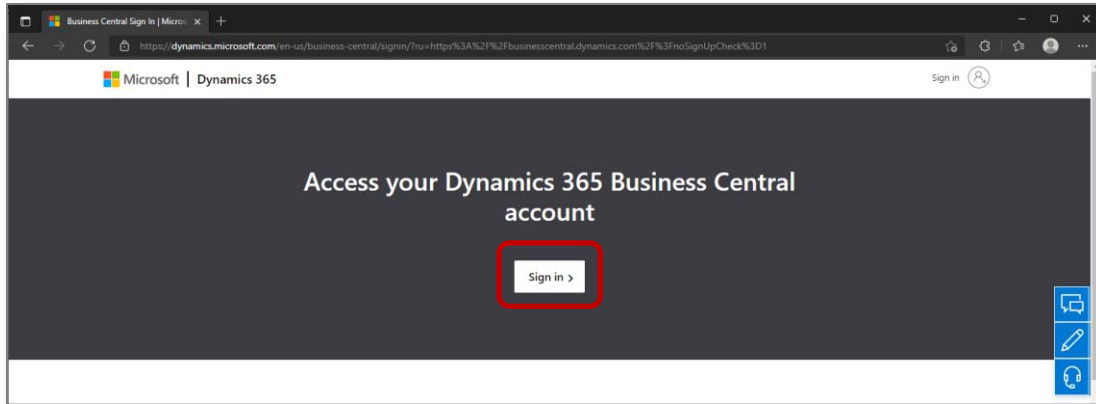 Business Central Sign In | Micros
https://dynamics.microsoft.com/en-us/business-central/signin/?ru=https%3A%2F%2Fbusinesscentral.dynamics.com%2F%3FnoSignUpCheck%3D1
Microsoft | Dynamics 365
Sign in
Access your Dynamics 365 Business Central
account
Sign in >